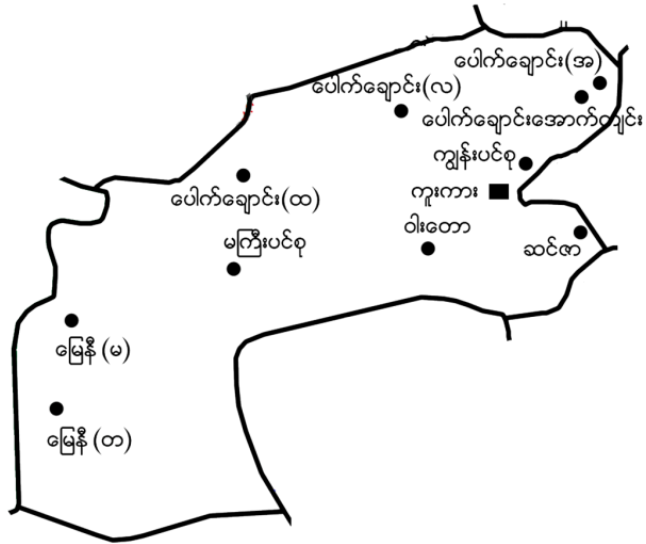 ပေါက်ချောင်း(အ)
ပေါက်ချောင်း(လ)
ပေါက်ချောင်းအောက်ကျင်း
ကျွန်းပင်စု
ကူးကား
ပေါက်ချောင်း(ထ)
ဝါးတော
ဆင်ဇာ
မကြီးပင်စု
မြေနီ(မ)
မြေနီ(တ)